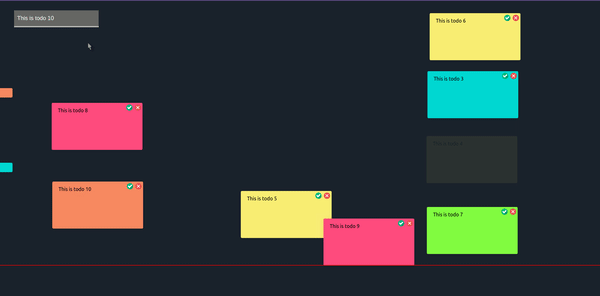 This is todo 10
This is todo 6
This is todo 3
This is todo 8
This is todo 10
This is todo 5
This is todo 9
This is todo 7